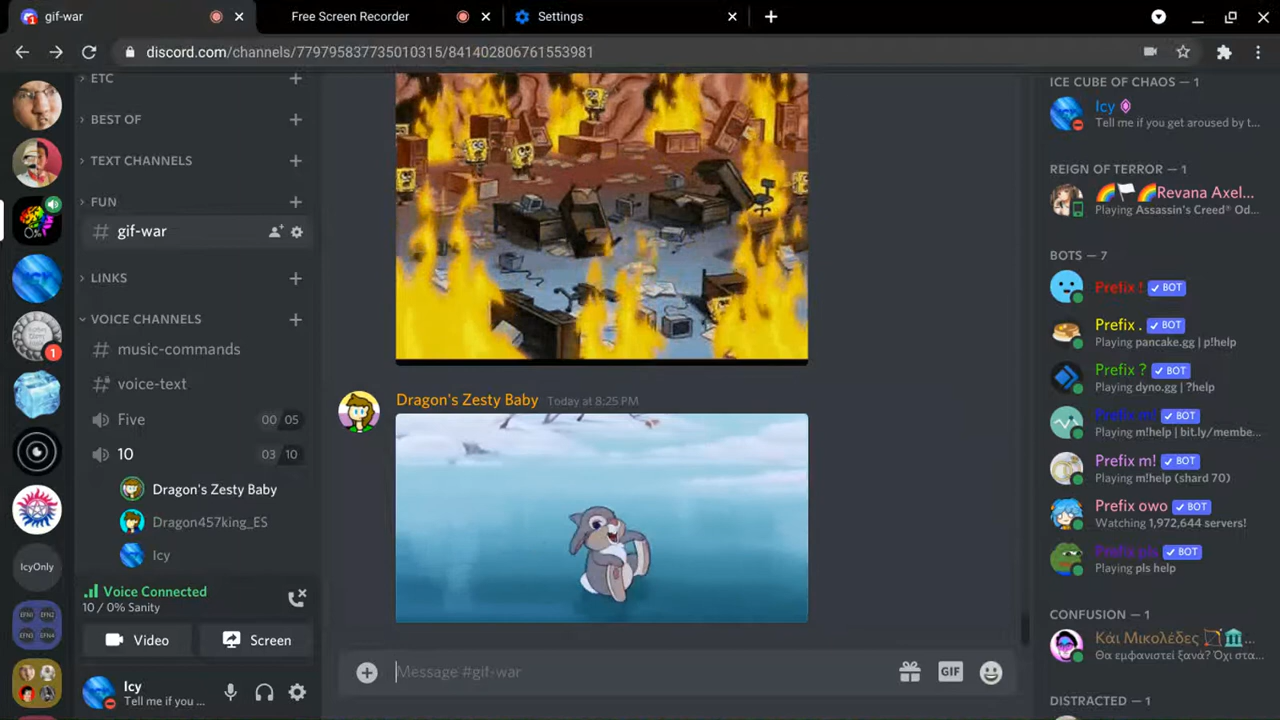 gif-war
Free Screen Recorder
Settings
discord.com/channels/779795837735010315/841402806761553981
ETC
BEST OF
TEXT CHANNELS
FUN
gif-war
LINKS
VOICE CHANNELS
music-commands
voice-text
Five 00 05
10 03 10
Dragon's Zesty Baby
Dragon457king_ES
Icy
Voice Connected
10 / 0% Sanity
Video Screen
Icy
Tell me if you ...
1
0%
1
IcyOnly
EFN1 EFN2
EFN3 EFN4
Dragon's Zesty Baby Today at 8:25 PM
Message #gif-war
GIF
ICE CUBE OF CHAOS — 1
Icy
Tell me if you get aroused by t...
REIGN OF TERROR — 1
Revana Axel...
Playing Assassin's Creed® Od...
BOTS — 7
Prefix ! BOT
Prefix . BOT
Playing pancake.gg | p!help
Prefix ? BOT
Playing dyno.gg | ?help
Prefix m! BOT
Playing m!help | bit.ly/membe...
Prefix m! BOT
Playing m!help (shard 70)
Prefix owo BOT
Watching 1,972,644 servers!
Prefix pls BOT
Playing pls help
CONFUSION — 1
Κάι Μικολέδες ...
Θα εμφανιστεί ξανά? Όχι στα...
DISTRACTED — 1